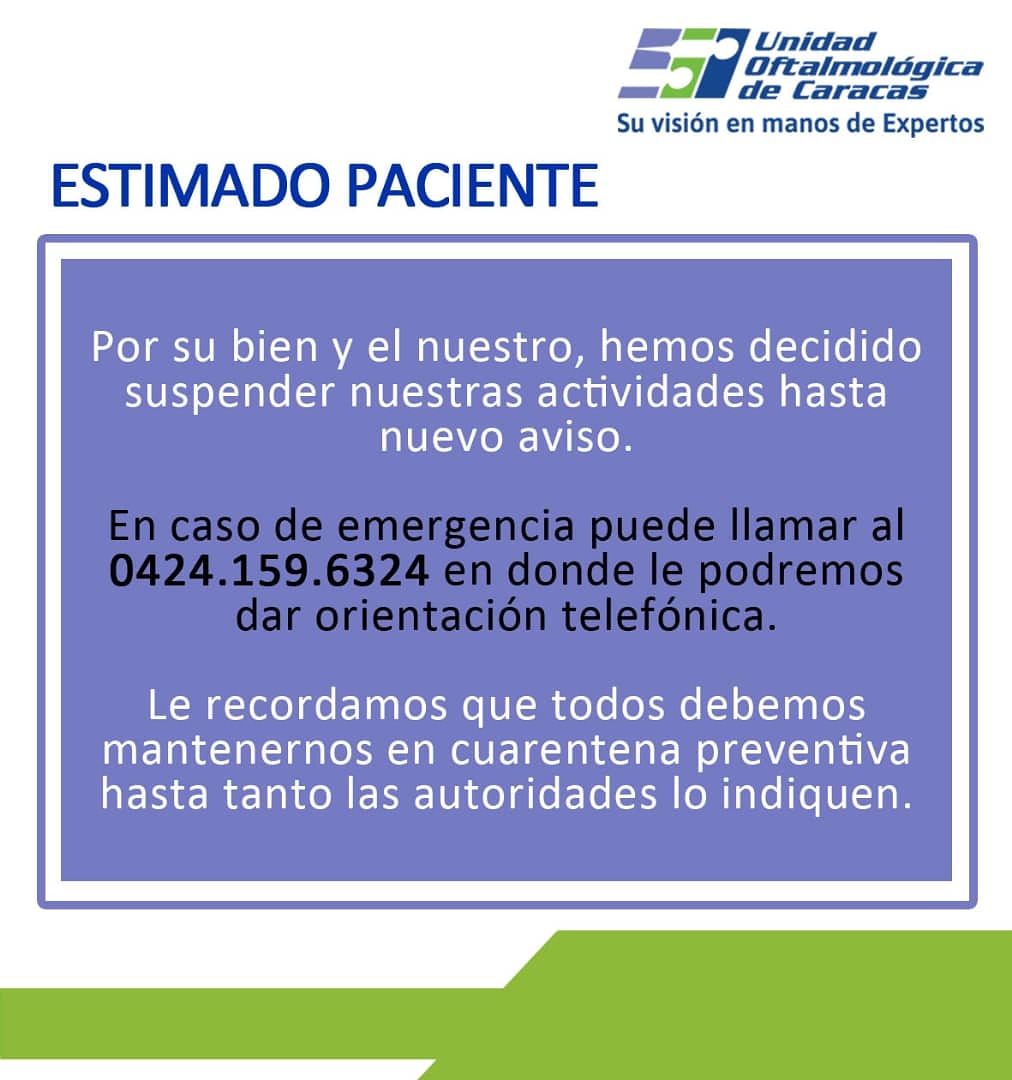 Unidad
Oftalmológica
de Caracas
Su visión en manos de Expertos
ESTIMADO PACIENTE
Por su bien y el nuestro, hemos decidido
suspender nuestras actividades hasta
nuevo aviso.
En caso de emergencia puede llamar al
0424.159.6324 en donde le podremos
dar orientación telefónica.
Le recordamos que todos debemos
mantenernos en cuarentena preventiva
hasta tanto las autoridades lo indiquen.